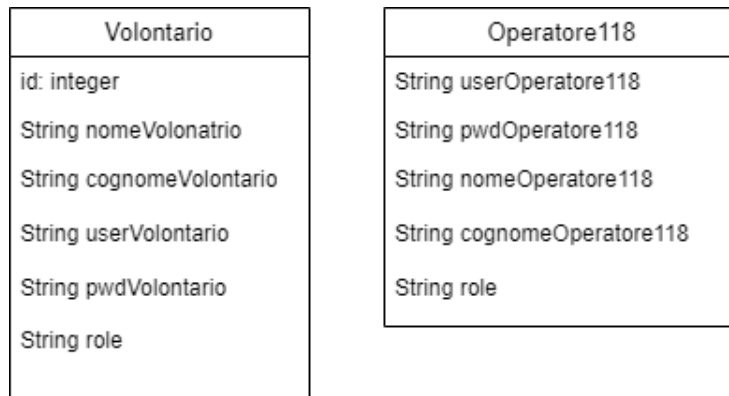 Volontario
id: integer
String nomeVolonatrio
String cognomeVolontario
String userVolontario
String pwdVolontario
String role
Operatore118
String userOperatore118
String pwdOperatore118
String nomeOperatore118
String cognomeOperatore118
String role